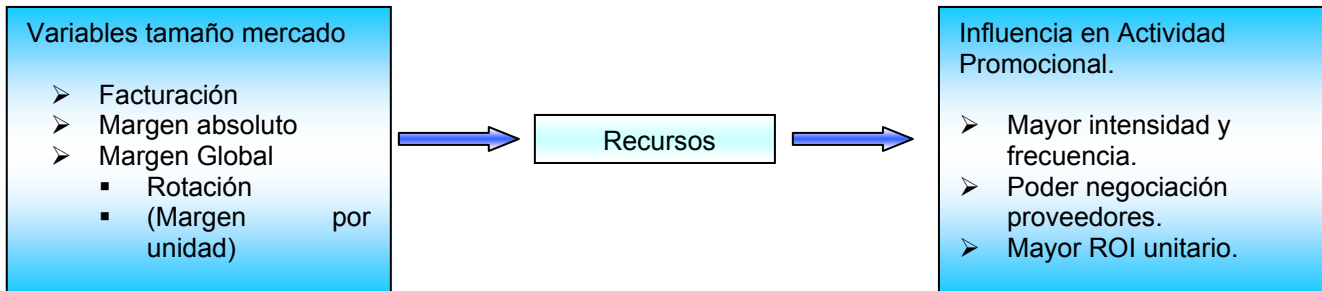 Variables tamaño mercado
➢ Facturación
➢ Margen absoluto
➢ Margen Global
▪ Rotación
▪ (Margen por
unidad)
Recursos
Influencia en Actividad
Promocional.
➢ Mayor intensidad y
frecuencia.
➢ Poder negociación
proveedores.
➢ Mayor ROI unitario.